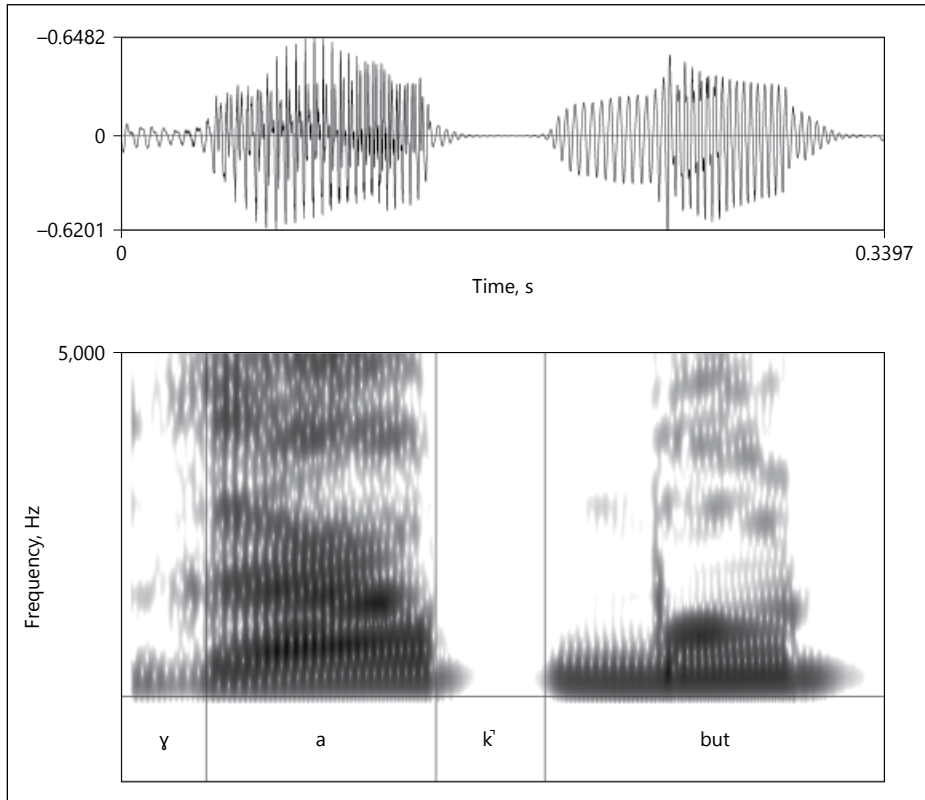 –0.6482
0
–0.6201
0 0.3397
Time, s
5,000
Frequency, Hz
ɣ a k̚ but